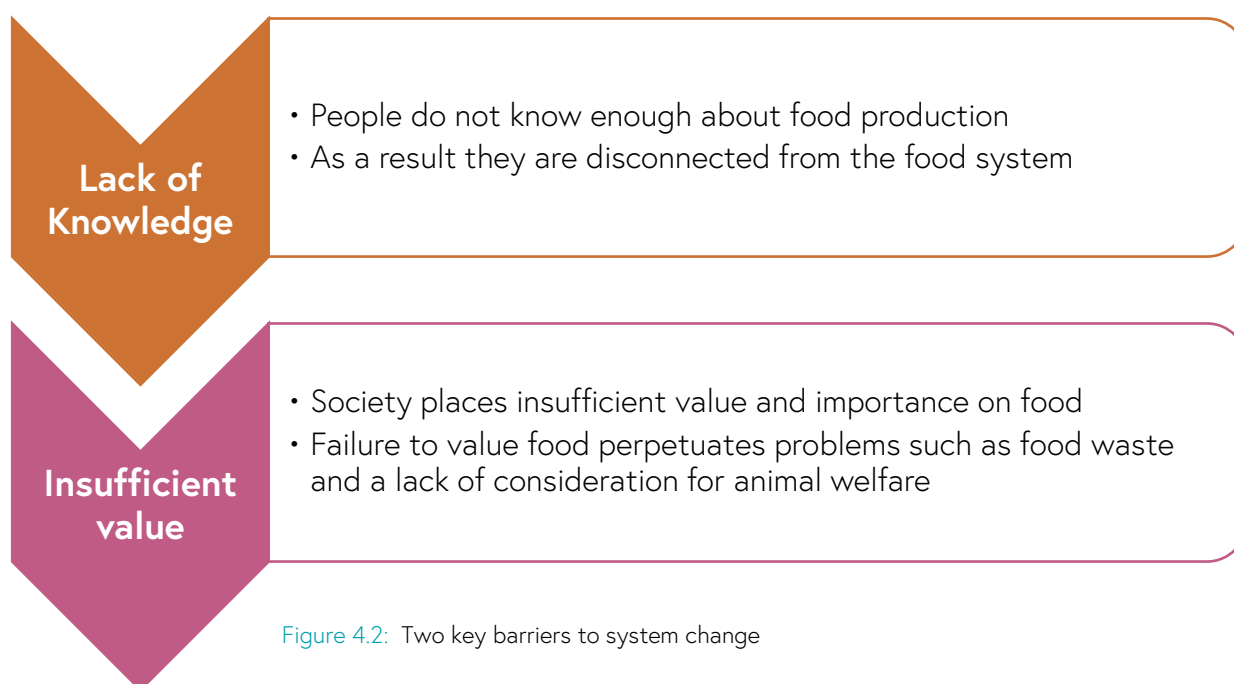 Lack of
Knowledge
• People do not know enough about food production
• As a result they are disconnected from the food system
Insufficient
value
• Society places insufficient value and importance on food
• Failure to value food perpetuates problems such as food waste
and a lack of consideration for animal welfare
Figure 4.2: Two key barriers to system change